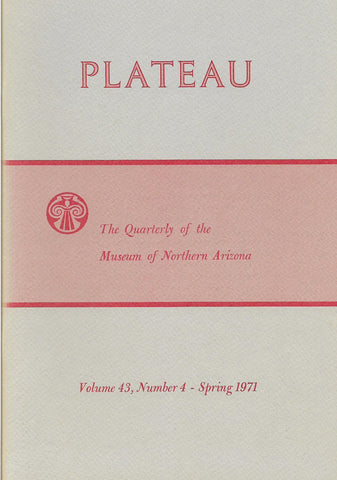 PLATEAU
The Quarterly of the
Museum of Northern Arizona
Volume 43, Number 4 - Spring 1971